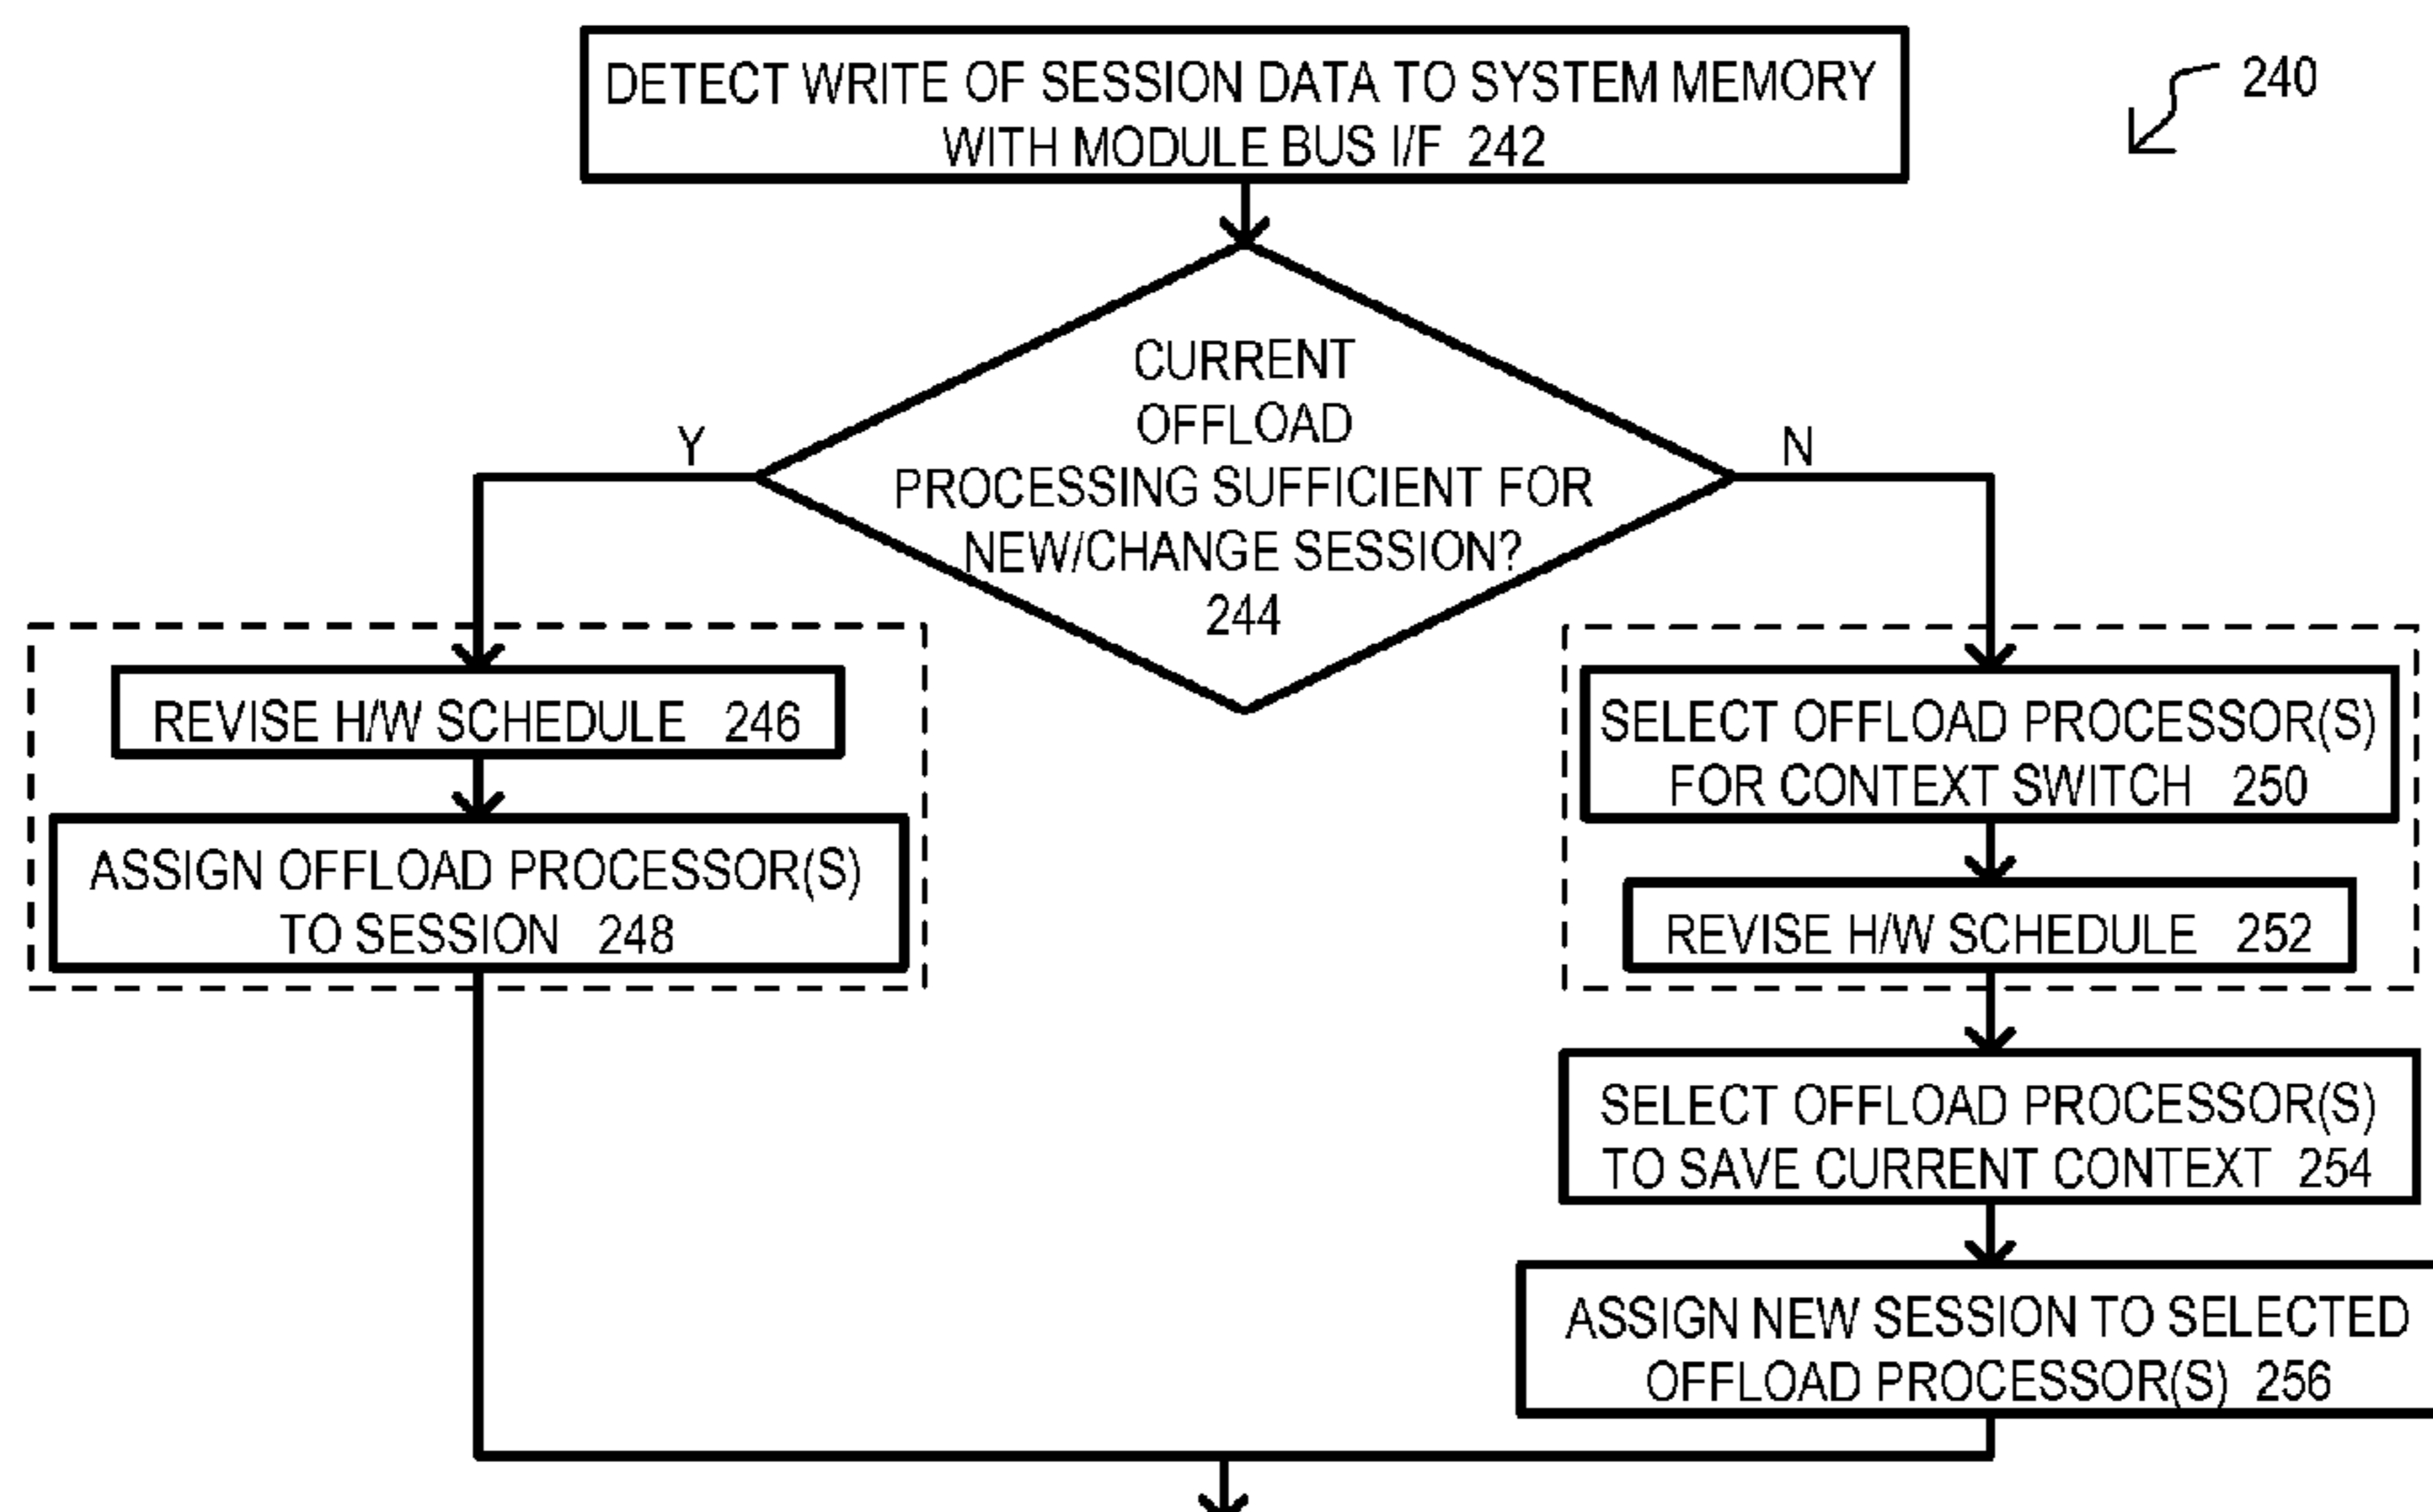 DETECT WRITE OF SESSION DATA TO SYSTEM MEMORY
WITH MODULE BUS I/F 242
240
CURRENT
OFFLOAD
PROCESSING SUFFICIENT FOR
NEW/CHANGE SESSION?
244
Y
N
REVISE H/W SCHEDULE 246
ASSIGN OFFLOAD PROCESSOR(S)
TO SESSION 248
SELECT OFFLOAD PROCESSOR(S)
FOR CONTEXT SWITCH 250
REVISE H/W SCHEDULE 252
SELECT OFFLOAD PROCESSOR(S)
TO SAVE CURRENT CONTEXT 254
ASSIGN NEW SESSION TO SELECTED
OFFLOAD PROCESSOR(S) 256